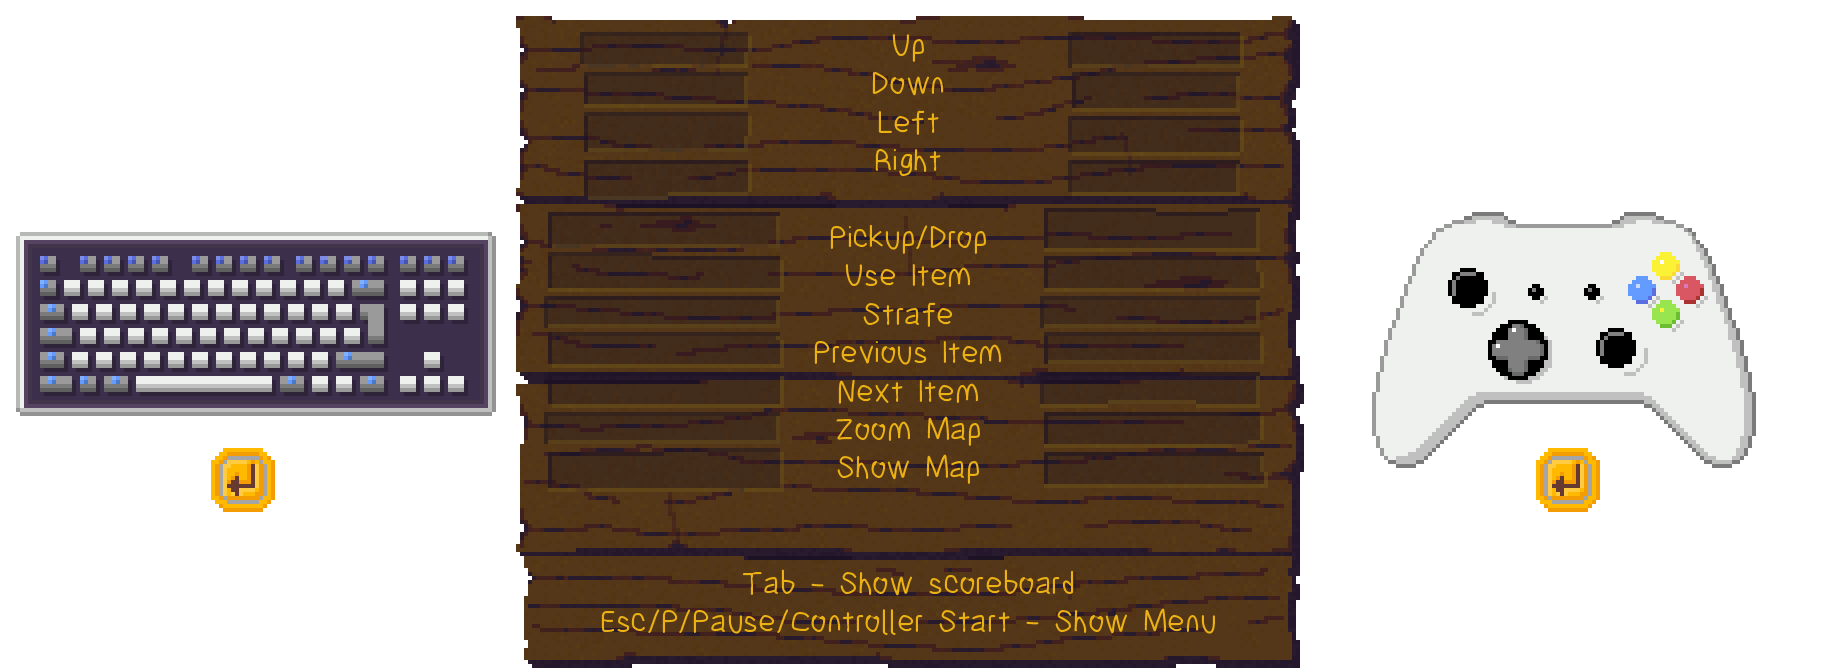 Up
Down
Left
Right
Pickup/Drop
Use Item
Strafe
Previous Item
Next Item
Zoom Map
Show Map
Tab - Show scoreboard
Esc/P/Pause/Controller Start - Show Menu